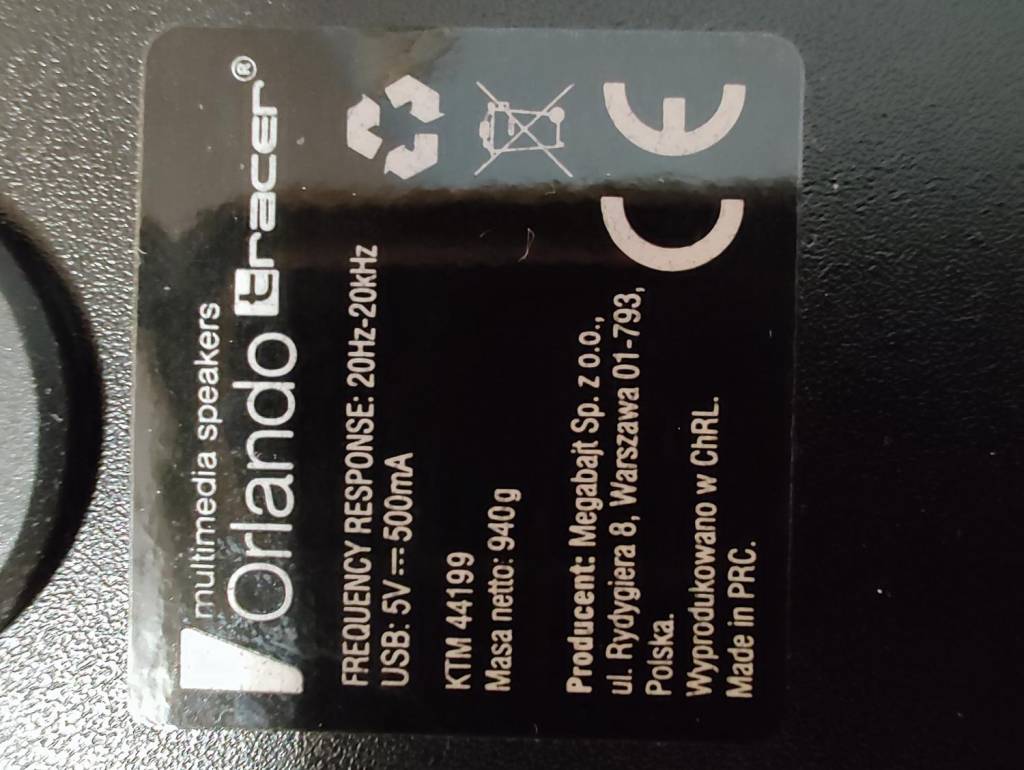 multimedia speakers
Orlando tracer®
FREQUENCY RESPONSE: 20Hz-20kHz
USB: 5V⎓500mA
KTM 44199
Masa netto: 940g
Producent: Megabajt Sp. z o.o.,
ul. Rydygiera 8, Warszawa 01-793,
Polska.
Wyprodukowano w ChRL.
Made in PRC.
CE